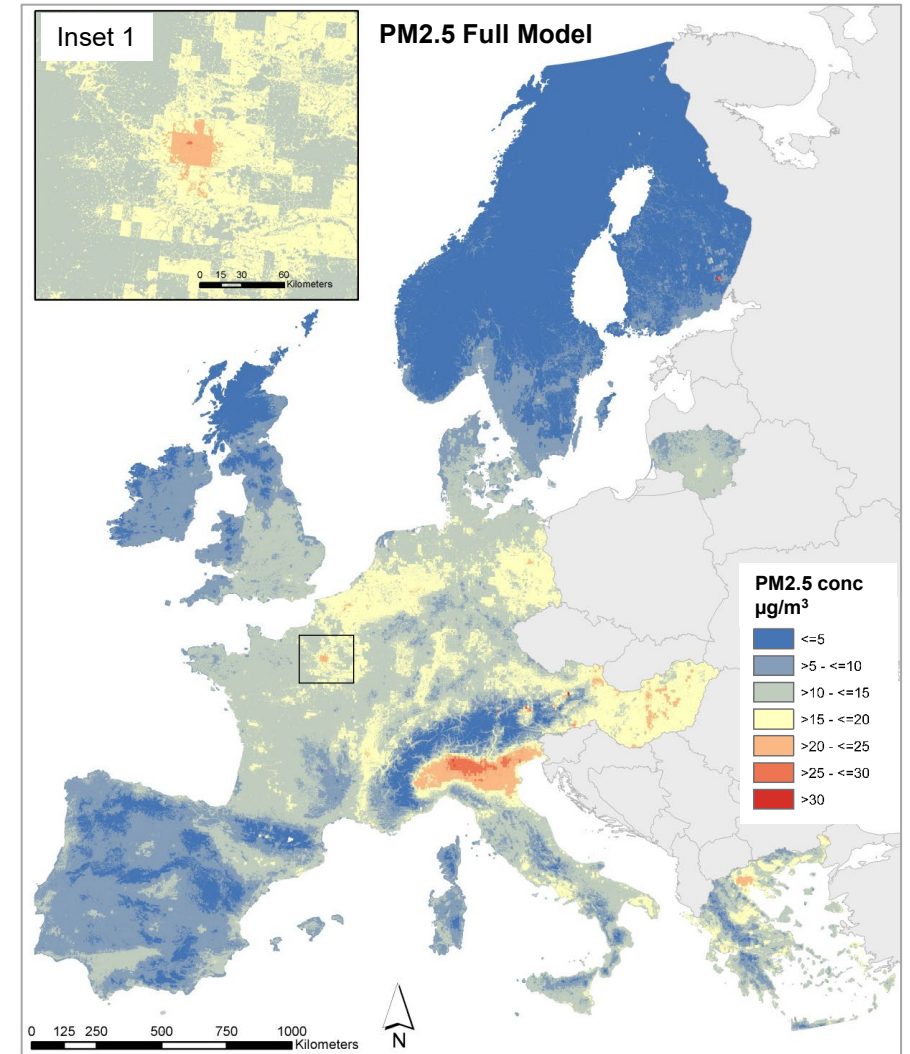 Inset 1
PM2.5 Full Model
0 15 30 60
Kilometers
PM2.5 conc
µg/m³
<=5
>5 - <=10
>10 - <=15
>15 - <=20
>20 - <=25
>25 - <=30
>30
0 125 250 500 750 1000
Kilometers
N